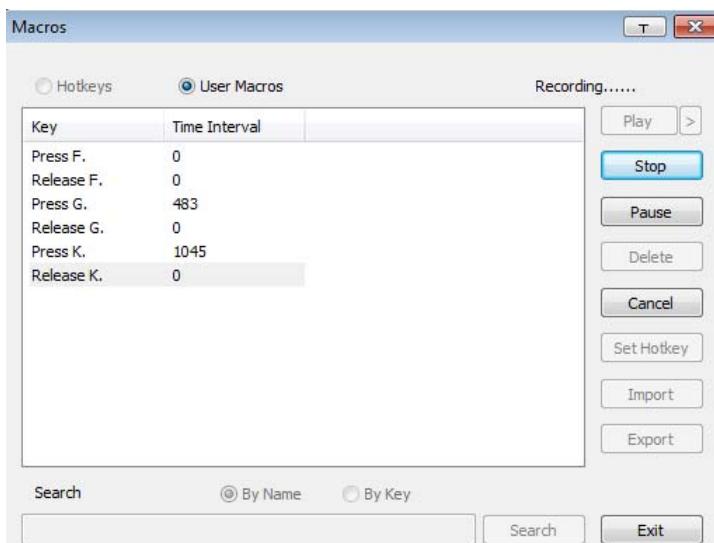 Macros
T
Hotkeys User Macros Recording......
Key Time Interval
Play >
Press F. 0
Release F. 0
Stop
Press G. 483
Release G. 0
Pause
Press K. 1045
Release K. 0
Delete
Cancel
Set Hotkey
Import
Export
Search By Name By Key
Search Exit